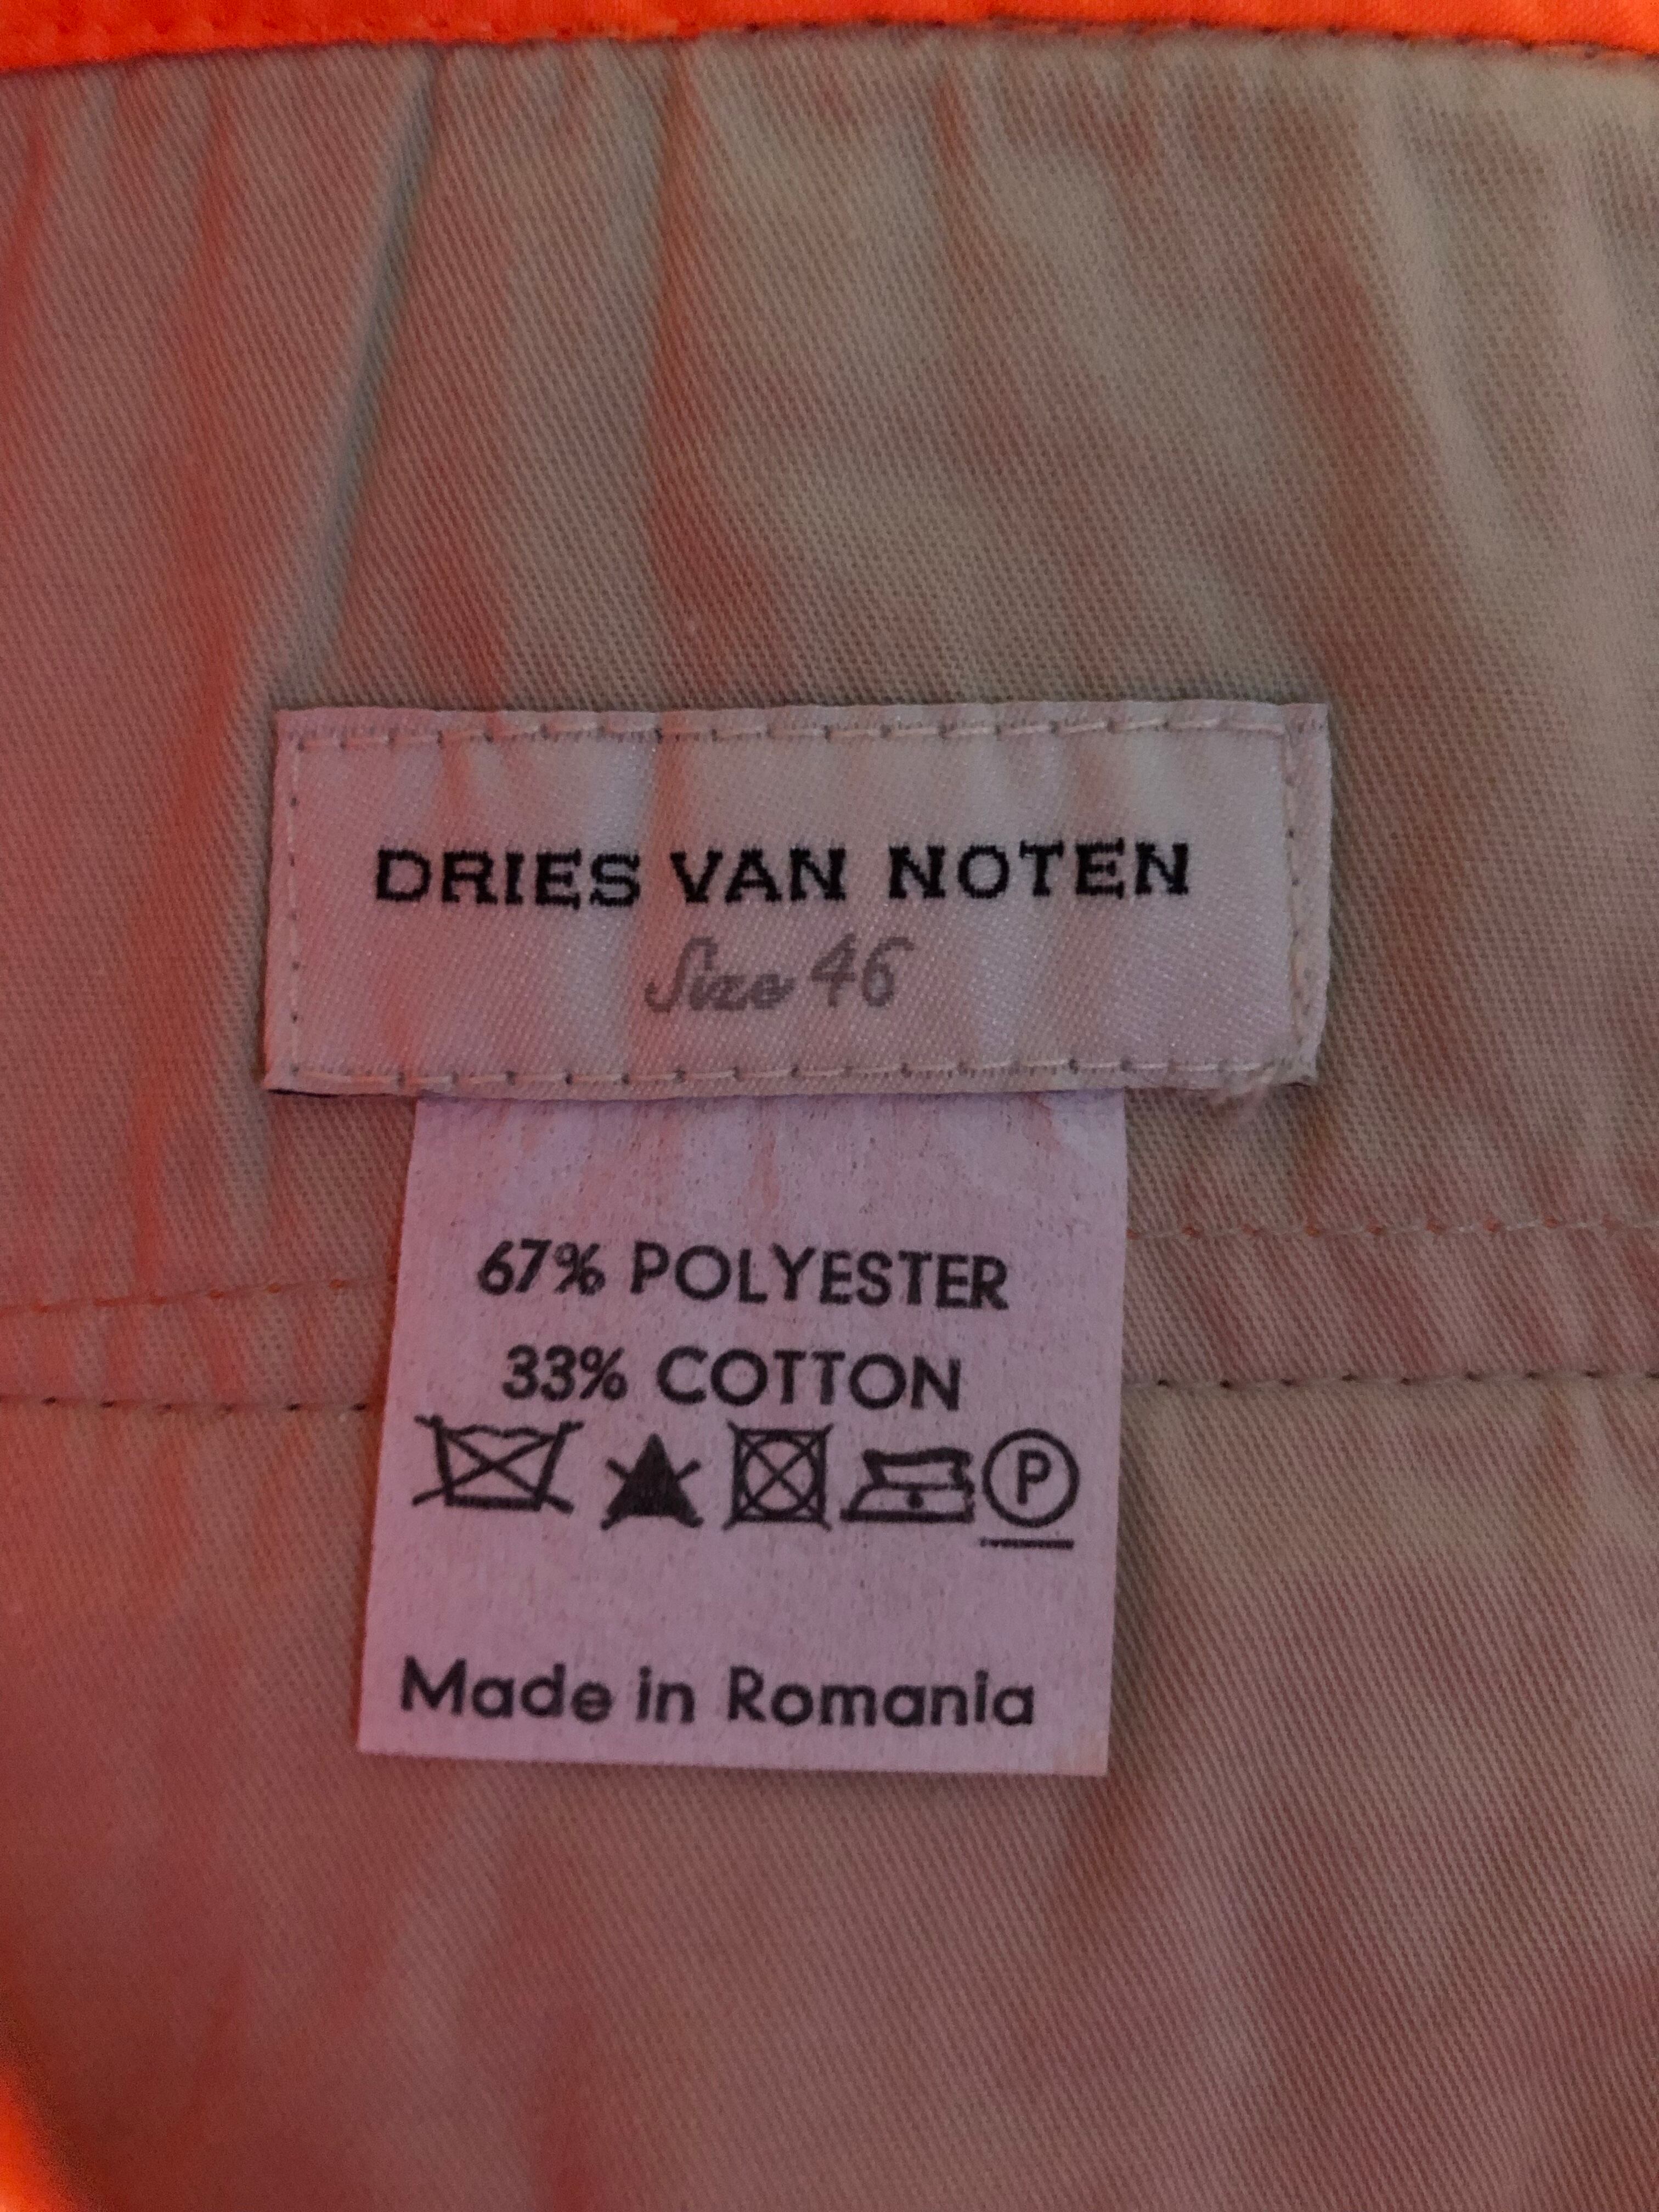 DRIES VAN NOTEN
Size 46
67% POLYESTER
33% COTTON
P
Made in Romania